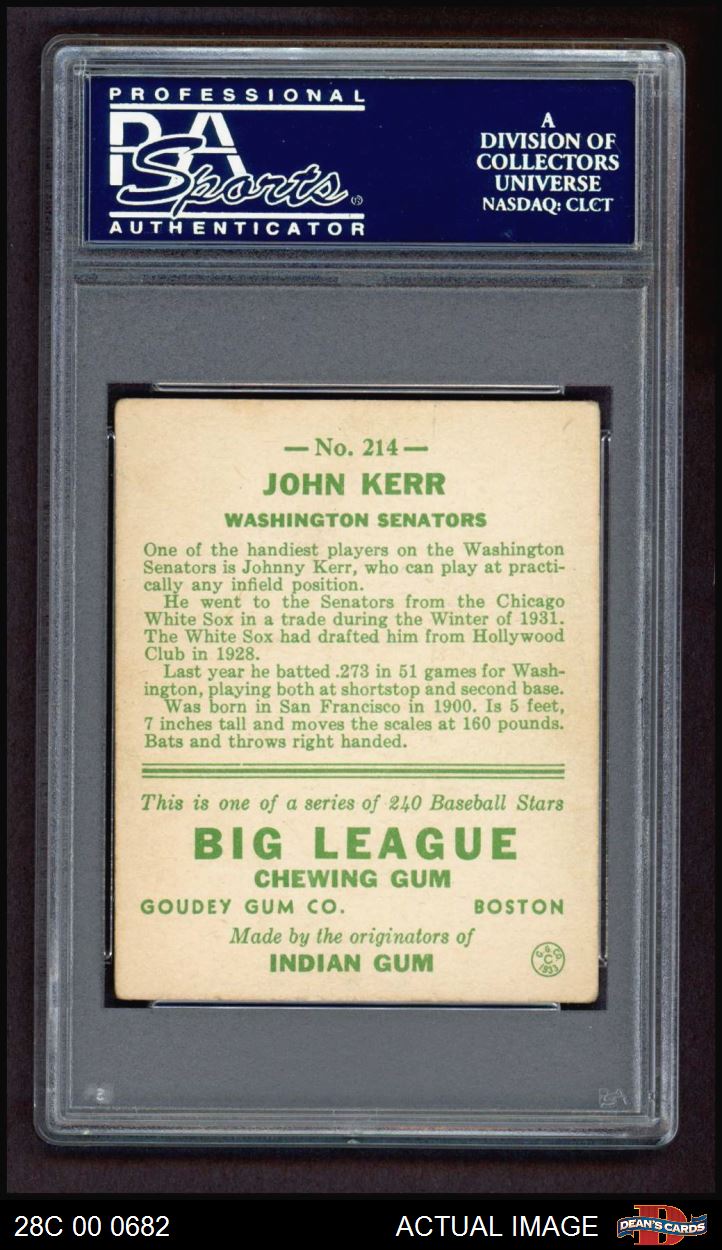 PROFESSIONAL
PSA
Sports®
AUTHENTICATOR
A
DIVISION OF
COLLECTORS
UNIVERSE
NASDAQ: CLCT
— No. 214 —
JOHN KERR
WASHINGTON SENATORS
One of the handiest players on the Washington
Senators is Johnny Kerr, who can play at practi-
cally any infield position.
He went to the Senators from the Chicago
White Sox in a trade during the Winter of 1931.
The White Sox had drafted him from Hollywood
Club in 1928.
Last year he batted .273 in 51 games for Wash-
ington, playing both at shortstop and second base.
Was born in San Francisco in 1900. Is 5 feet,
7 inches tall and moves the scales at 160 pounds.
Bats and throws right handed.
This is one of a series of 240 Baseball Stars
BIG LEAGUE
CHEWING GUM
GOUDEY GUM CO. BOSTON
Made by the originators of
INDIAN GUM
G. G. CO.
C
1933
PSA
28C 00 0682
ACTUAL IMAGE
DEAN'S CARDS